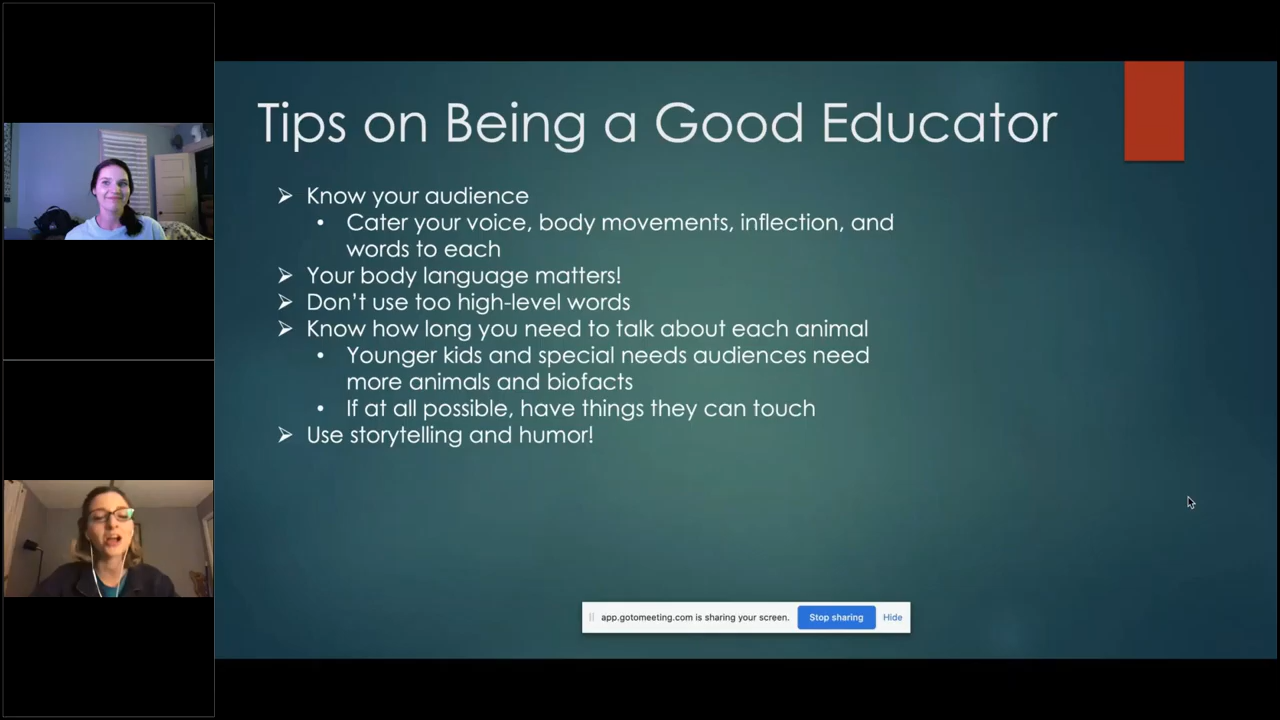 Tips on Being a Good Educator
➢ Know your audience
• Cater your voice, body movements, inflection, and
words to each
➢ Your body language matters!
➢ Don't use too high-level words
➢ Know how long you need to talk about each animal
• Younger kids and special needs audiences need
more animals and biofacts
• If at all possible, have things they can touch
➢ Use storytelling and humor!
app.gotomeeting.com is sharing your screen. Stop sharing Hide